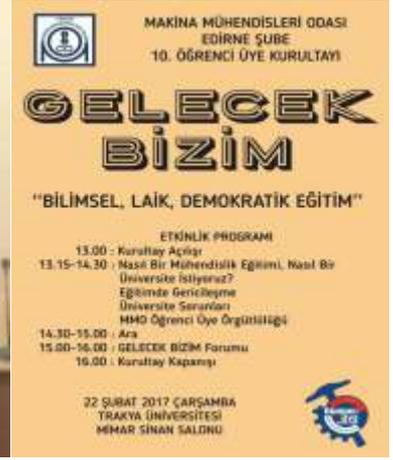 MAKİNA MÜHENDİSLERİ ODASI
EDİRNE ŞUBE
10. ÖĞRENCİ ÜYE KURULTAYI
GELECEK
BİZİM
"BİLİMSEL, LAİK, DEMOKRATİK EĞİTİM"
ETKİNLİK PROGRAMI
13.00 : Kurultay Açılışı
13.15-14.30 : Nasıl Bir Mühendislik Eğitimi, Nasıl Bir
Üniversite İstiyoruz?
Eğitimde Gericileşme
Üniversite Sorunları
MMO Öğrenci Üye Örgütlülüğü
14.30-15.00 : Ara
15.00-16.00 : GELECEK BİZİM Forumu
16.00 : Kurultay Kapanışı
22 ŞUBAT 2017 ÇARŞAMBA
TRAKYA ÜNİVERSİTESİ
MİMAR SİNAN SALONU